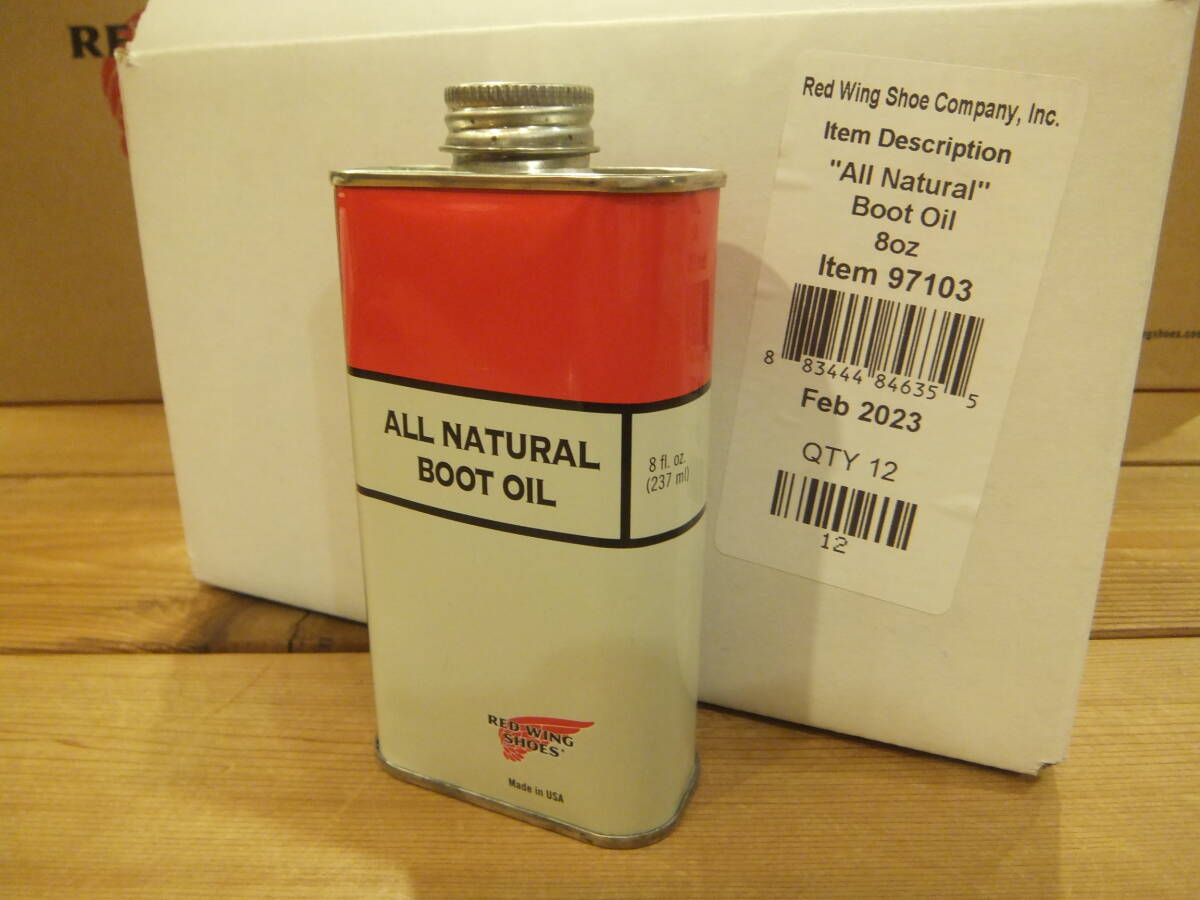 RE
Red Wing Shoe Company, Inc.
Item Description
"All Natural"
Boot Oil
8oz
Item 97103
8 83444 84635 5
Feb 2023
QTY 12
12
ALL NATURAL
BOOT OIL
8 fl. oz.
(237 ml)
RED WING
SHOES
Made in USA